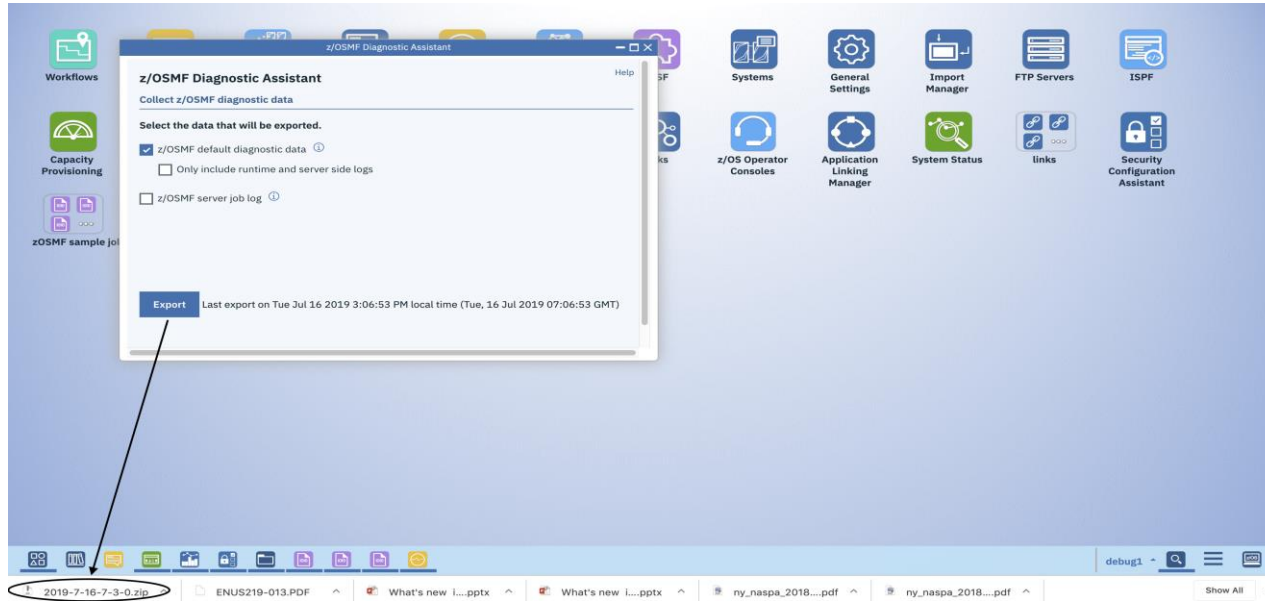 z/OSMF Diagnostic Assistant
Workflows
SF
Systems
General
Settings
Import
Manager
FTP Servers
ISPF
z/OSMF Diagnostic Assistant
Help
Collect z/OSMF diagnostic data
Select the data that will be exported.
z/OSMF default diagnostic data
Only include runtime and server side logs
z/OSMF server job log
Capacity
Provisioning
ks
z/OS Operator
Consoles
Application
Linking
Manager
System Status
links
Security
Configuration
Assistant
zOSMF sample jo
Export
Last export on Tue Jul 16 2019 3:06:53 PM local time (Tue, 16 Jul 2019 07:06:53 GMT)
debug1
2019-7-16-7-3-0.zip
ENUS219-013.PDF
What's new i....pptx
What's new i....pptx
ny_naspa_2018....pdf
ny_naspa_2018....pdf
Show All